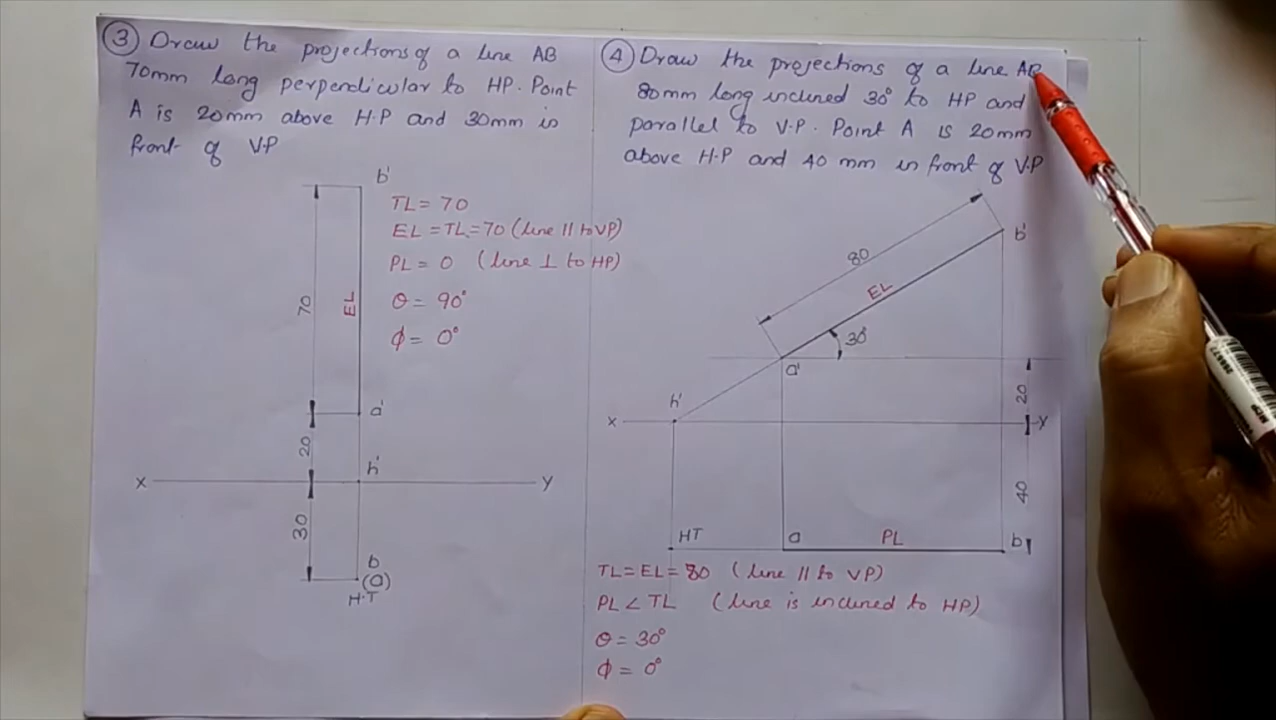 ③ Draw the projections of a line AB
70mm long perpendicular to HP. Point
A is 20mm above H.P and 30mm in
front of V.P
b'
TL = 70
EL = TL = 70 (line || to VP)
PL = 0 (line ⊥ to HP)
θ = 90°
φ = 0°
70
EL
a'
20
h'
X
Y
30
b
(a)
H.T
④ Draw the projections of a line AB
80mm long inclined 30° to HP and
parallel to V.P. Point A is 20mm
above H.P and 40 mm in front of V.P
b'
80
EL
30°
a'
20
h'
X
Y
40
HT
a
PL
b
TL = EL = 80 (line || to VP)
PL < TL (line is inclined to HP)
θ = 30°
φ = 0°